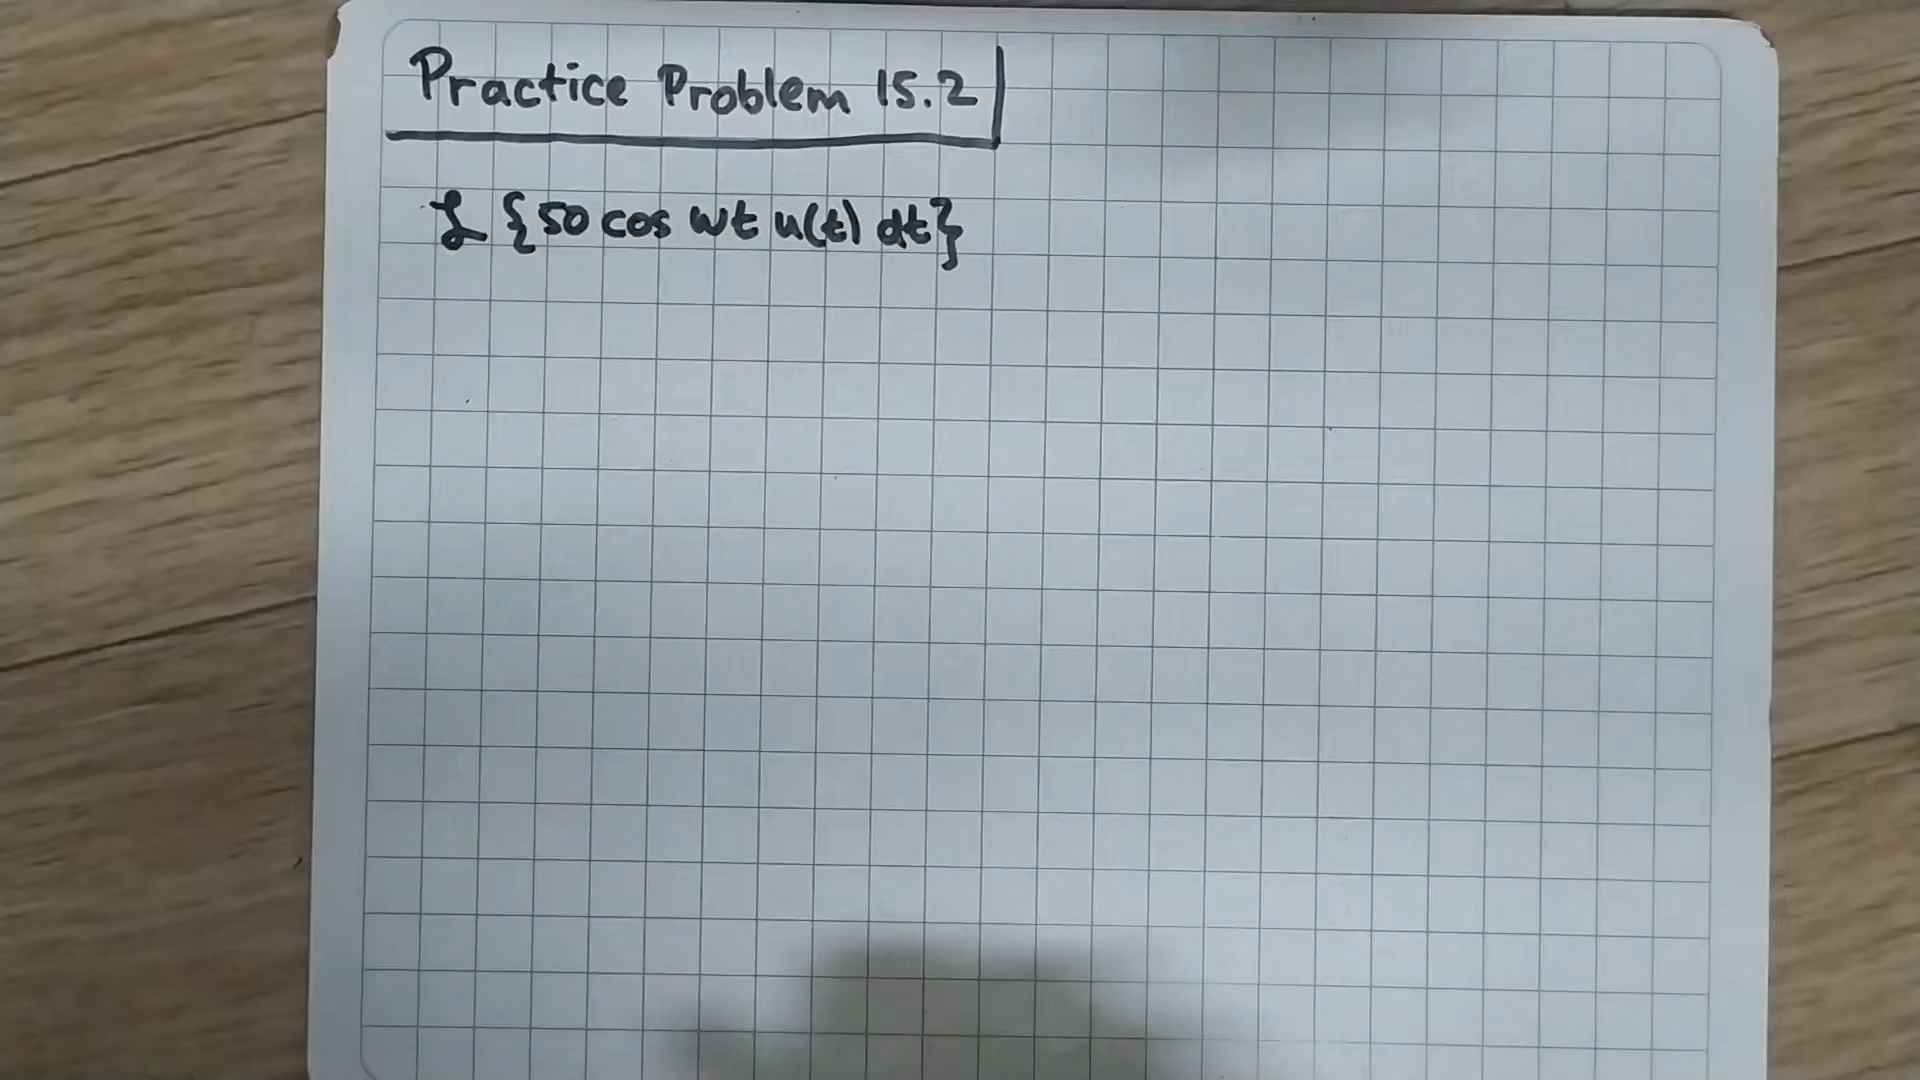 Practice Problem 15.2
ℒ {50 cos wt u(t) dt}